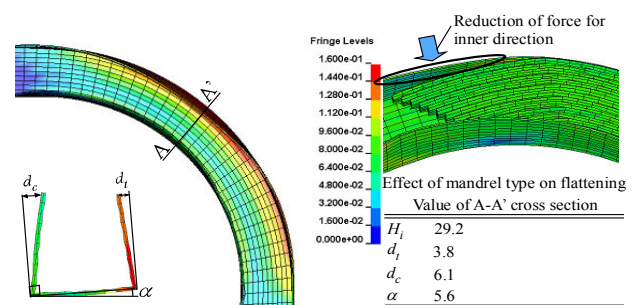 Reduction of force for
inner direction
Fringe Levels
1.600e-01
1.440e-01
1.280e-01
1.120e-01
9.600e-02
8.000e-02
6.400e-02
4.800e-02
3.200e-02
1.600e-02
0.000e+00
A
A'
d_c
d_t
α
Effect of mandrel type on flattening
Value of A-A' cross section
H_i 29.2
d_t 3.8
d_c 6.1
α 5.6